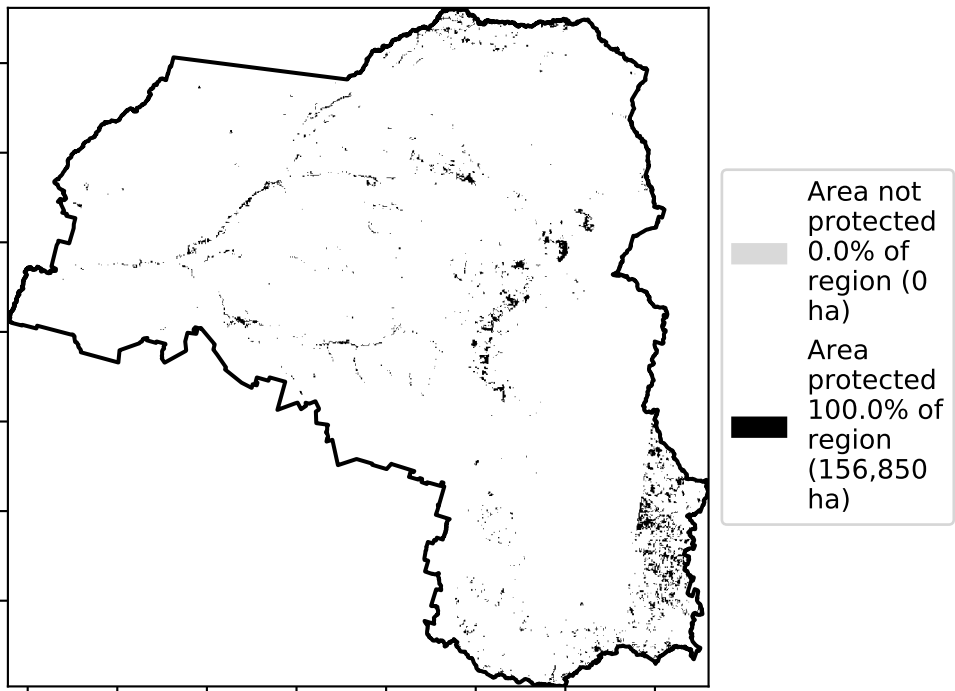 Area not
protected
0.0% of
region (0
ha)
Area
protected
100.0% of
region
(156,850
ha)